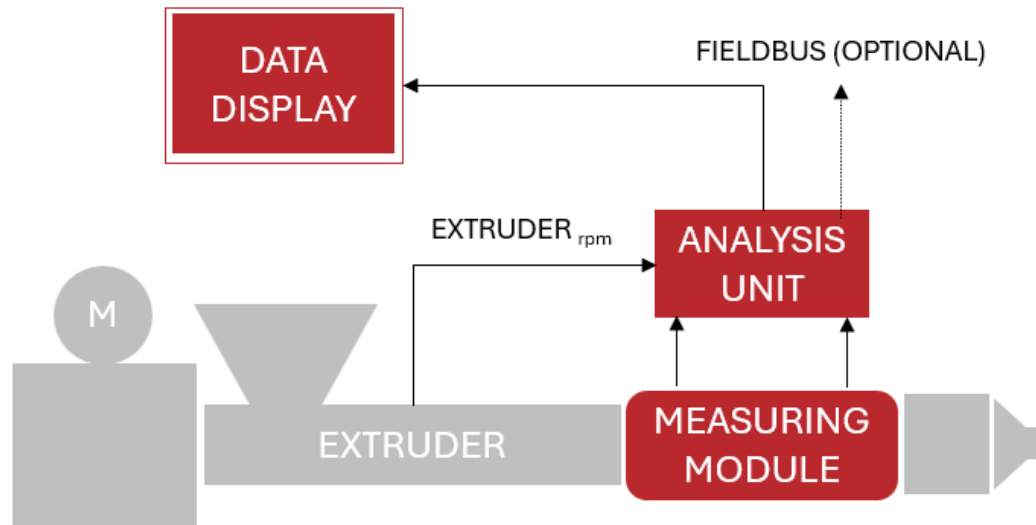 DATA
DISPLAY
FIELDBUS (OPTIONAL)
EXTRUDER rpm
ANALYSIS
UNIT
M
EXTRUDER
MEASURING
MODULE